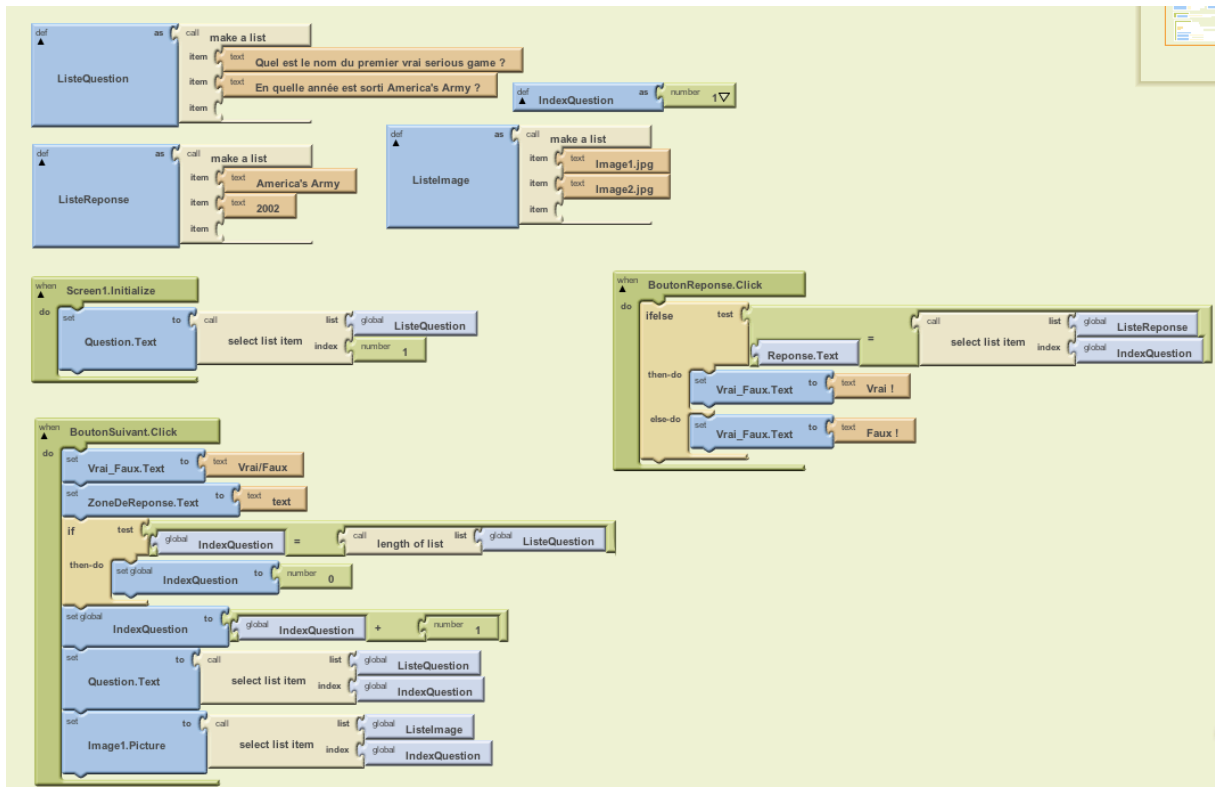 def as call make a list
ListeQuestion
item text Quel est le nom du premier vrai serious game ?
item text En quelle année est sorti America's Army ?
item
def IndexQuestion as number 1
def as call make a list
ListeReponse
item text America's Army
item text 2002
item
def as call make a list
ListeImage
item text Image1.jpg
item text Image2.jpg
item
when Screen1.Initialize
do set Question.Text to call select list item list global ListeQuestion
index number 1
when BoutonReponse.Click
do ifelse test Reponse.Text = call select list item list global ListeReponse
index global IndexQuestion
then-do set Vrai_Faux.Text to text Vrai !
else-do set Vrai_Faux.Text to text Faux !
when BoutonSuivant.Click
do set Vrai_Faux.Text to text Vrai/Faux
set ZoneDeReponse.Text to text text
if test global IndexQuestion = call length of list list global ListeQuestion
then-do set global IndexQuestion to number 0
set global IndexQuestion to global IndexQuestion + number 1
set Question.Text to call select list item list global ListeQuestion
index global IndexQuestion
set Image1.Picture to call select list item list global ListeImage
index global IndexQuestion